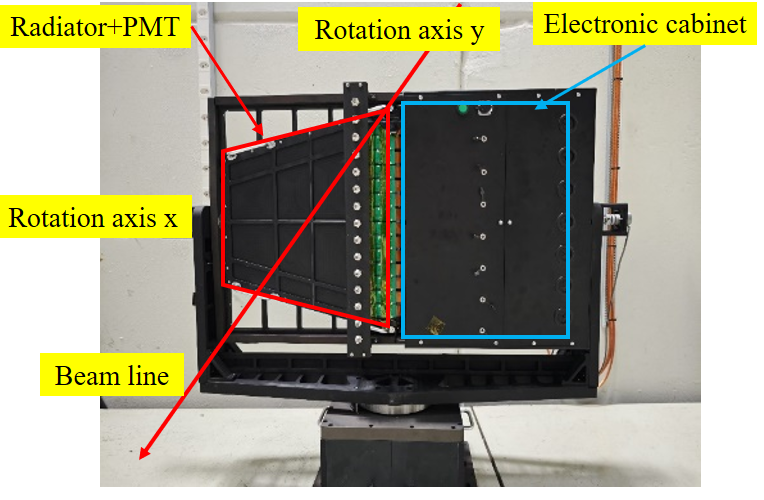 Radiator+PMT
Rotation axis y
Electronic cabinet
Rotation axis x
Beam line